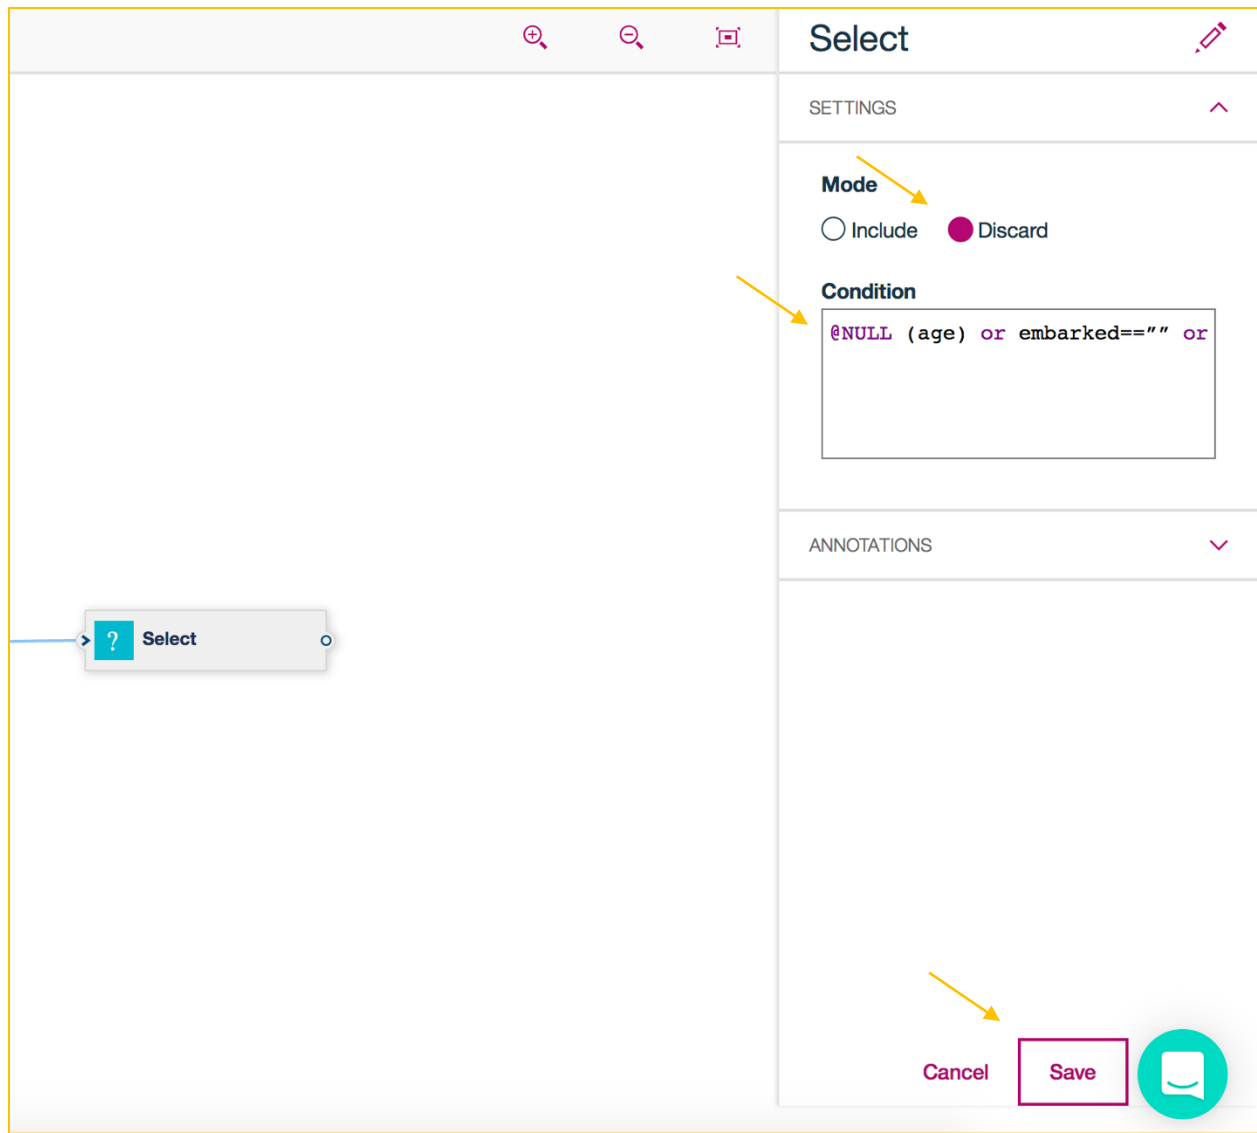 Select
SETTINGS
Mode
Include Discard
Condition
@NULL (age) or embarked=="" or
ANNOTATIONS
? Select
Cancel Save